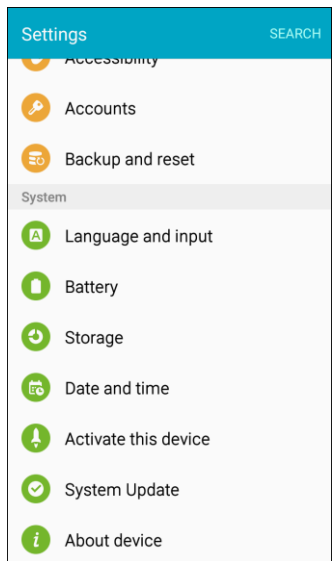 Settings
SEARCH
Accessibility
Accounts
Backup and reset
System
A
Language and input
Battery
Storage
Date and time
Activate this device
System Update
i
About device